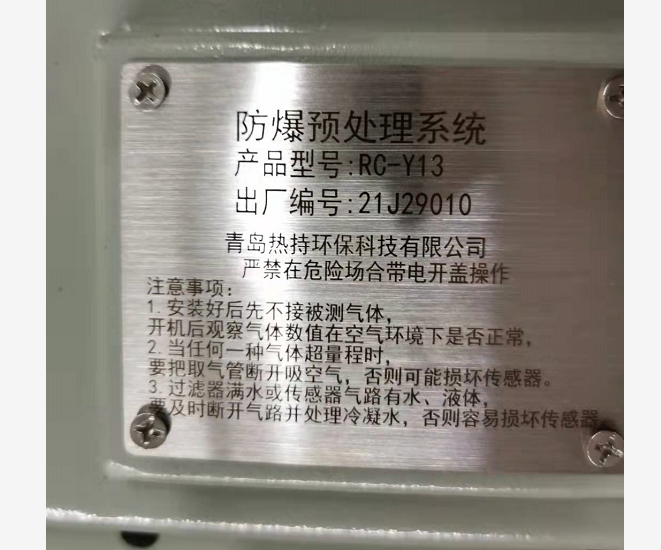 防爆预处理系统
产品型号:RC-Y13
出厂编号:21J29010
青岛热持环保科技有限公司
严禁在危险场合带电开盖操作
注意事项:
1.安装好后先不接被测气体,
开机后观察气体数值在空气环境下是否正常,
2.当任何一种气体超量程时,
要把取气管断开吸空气，否则可能损坏传感器。
3.过滤器满水或传感器气路有水、液体,
要及时断开气路并处理冷凝水，否则容易损坏传感器